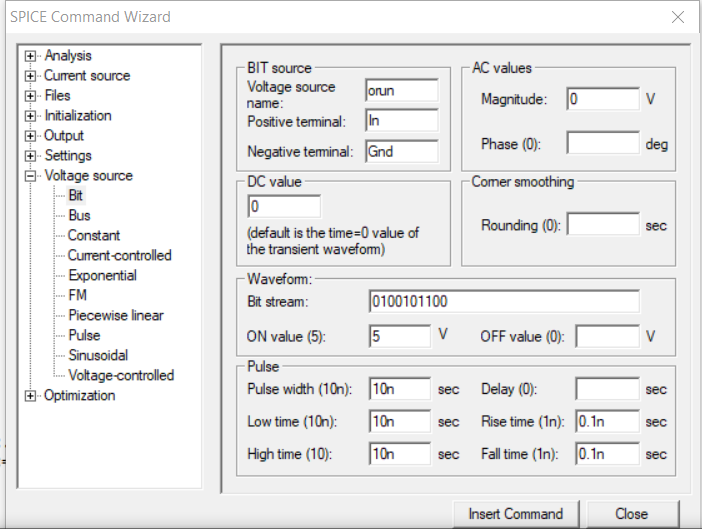 SPICE Command Wizard
Analysis
Current source
Files
Initialization
Output
Settings
Voltage source
Bit
Bus
Constant
Current-controlled
Exponential
FM
Piecewise linear
Pulse
Sinusoidal
Voltage-controlled
Optimization
BIT source
Voltage source name: orun
Positive terminal: In
Negative terminal: Gnd
AC values
Magnitude: 0 V
Phase (0): deg
DC value
0
(default is the time=0 value of
the transient waveform)
Corner smoothing
Rounding (0): sec
Waveform:
Bit stream: 0100101100
ON value (5): 5 V OFF value (0): V
Pulse
Pulse width (10n): 10n sec Delay (0): sec
Low time (10n): 10n sec Rise time (1n): 0.1n sec
High time (10): 10n sec Fall time (1n): 0.1n sec
Insert Command Close